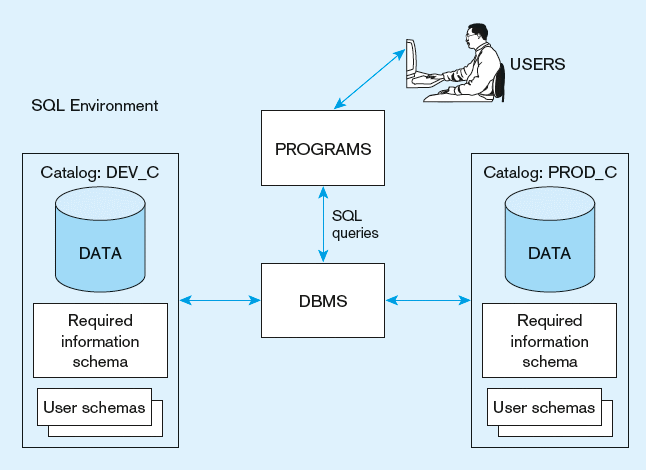 USERS
SQL Environment
PROGRAMS
Catalog: DEV_C
Catalog: PROD_C
SQL
queries
DATA
DATA
DBMS
Required
information
schema
Required
information
schema
User schemas
User schemas